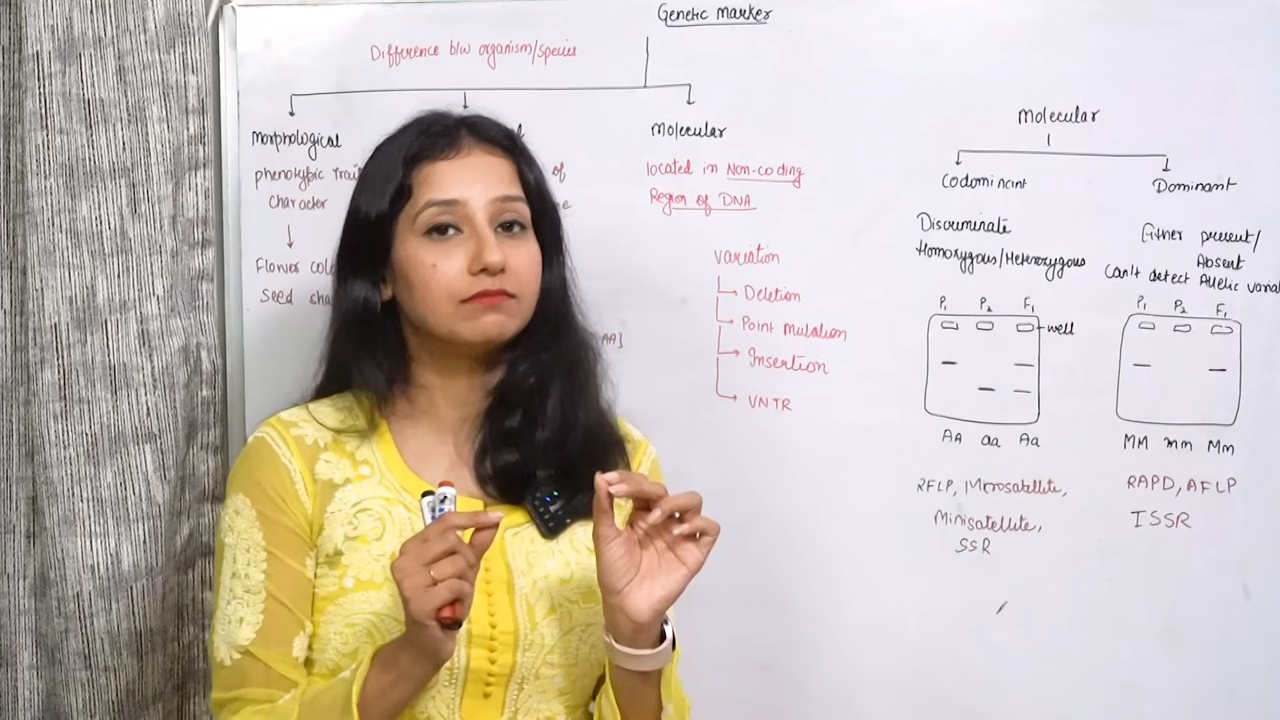 Genetic Marker
Difference b/w organism/species
Morphological
phenotypic Trait
Character
Flower colo
Seed sha
of
AA}
Molecular
located in Non-coding
Region of DNA
Variation
Deletion
Point mutation
Insertion
VNTR
Molecular
Codominant
Discriminate
Homozygous/Heterozygous
P1 P2 F1
well
AA aa Aa
RFLP, Microsatellite,
Minisatellite,
SSR
Dominant
Either present/
Absent
Can't detect Allelic varia
P1 P2 F1
MM mm Mm
RAPD, AFLP
ISSR